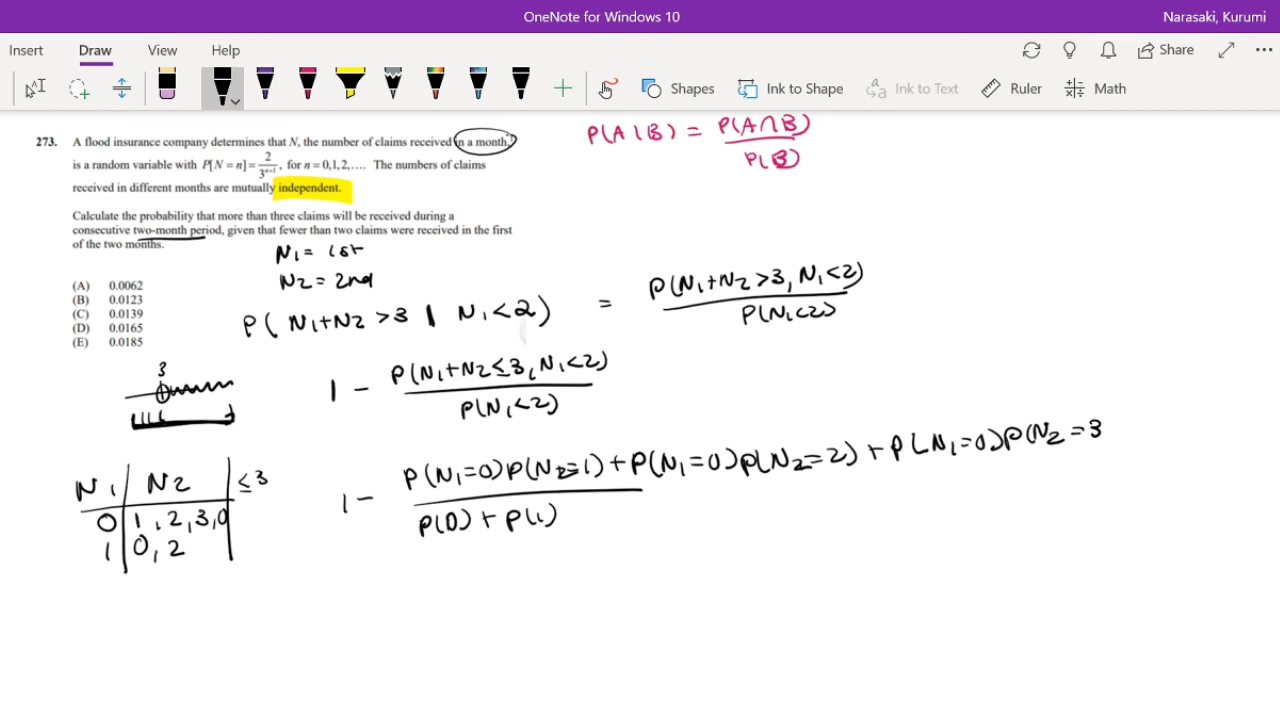 OneNote for Windows 10
Narasaki, Kurumi
Insert Draw View Help Share
Shapes Ink to Shape Ink to Text Ruler Math
P(A|B) = P(A∩B) / P(B)
273. A flood insurance company determines that N, the number of claims received in a month,
is a random variable with P[N = n] = 2/3^(n+1), for n = 0,1,2,.... The numbers of claims
received in different months are mutually independent.
Calculate the probability that more than three claims will be received during a
consecutive two-month period, given that fewer than two claims were received in the first
of the two months.
N1 = 1st
N2 = 2nd
(A) 0.0062
(B) 0.0123
(C) 0.0139
(D) 0.0165
(E) 0.0185
P( N1+N2 >3 | N1<2) = P(N1+N2 >3, N1<2) / P(N1<2)
3
1 - P(N1+N2 ≤3, N1<2) / P(N1<2)
N1 N2 ≤3
0 1,2,3,0
1 0,2
1 - P(N1=0)P(N2=1)+P(N1=0)P(N2=2)+P(N1=0)P(N2=3
P(0)+P(1)